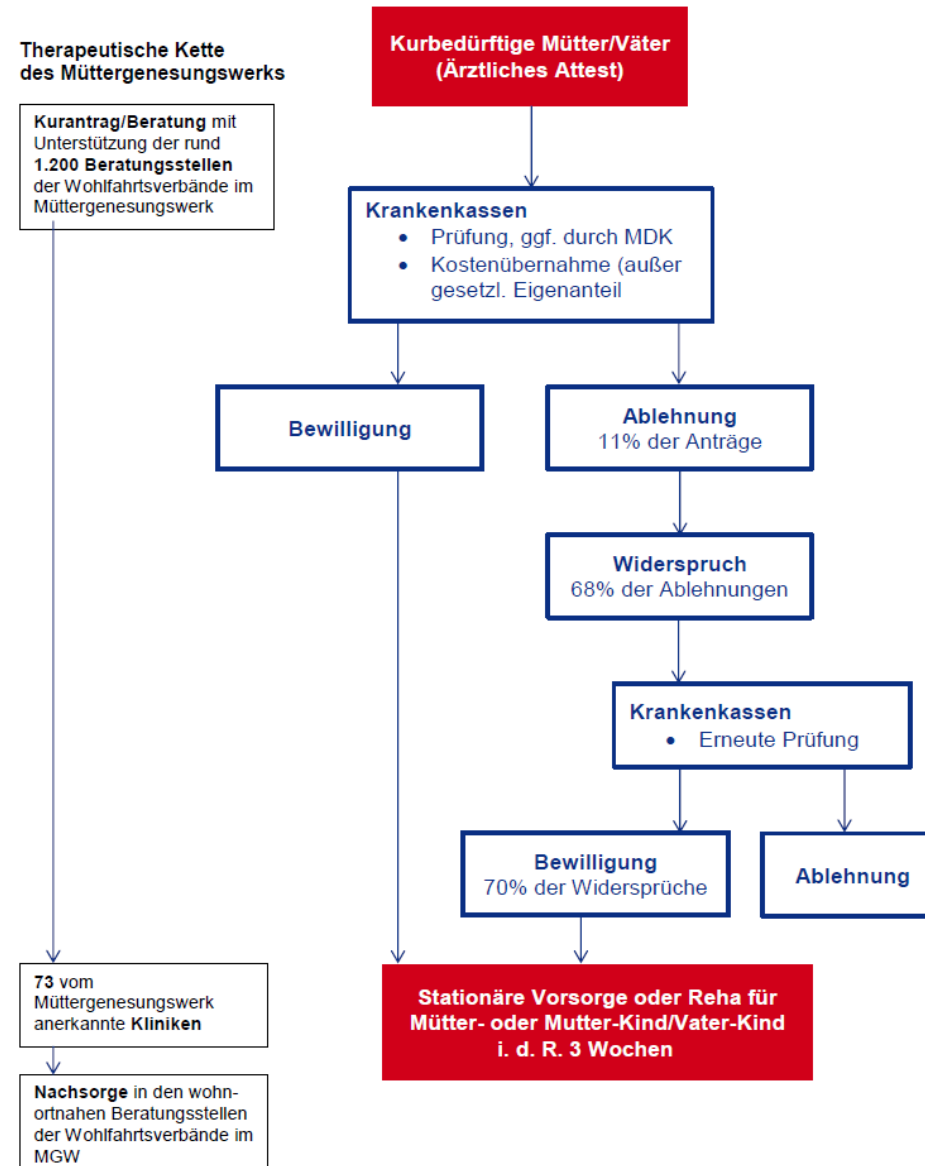 Therapeutische Kette
des Müttergenesungswerks
Kurantrag/Beratung mit
Unterstützung der rund
1.200 Beratungsstellen
der Wohlfahrtsverbände im
Müttergenesungswerk
73 vom
Müttergenesungswerk
anerkannte Kliniken
Nachsorge in den wohn-
ortnahen Beratungsstellen
der Wohlfahrtsverbände im
MGW
Kurbedürftige Mütter/Väter
(Ärztliches Attest)
Krankenkassen
• Prüfung, ggf. durch MDK
• Kostenübernahme (außer
gesetzl. Eigenanteil
Bewilligung
Ablehnung
11% der Anträge
Widerspruch
68% der Ablehnungen
Krankenkassen
• Erneute Prüfung
Bewilligung
70% der Widersprüche
Ablehnung
Stationäre Vorsorge oder Reha für
Mütter- oder Mutter-Kind/Vater-Kind
i. d. R. 3 Wochen